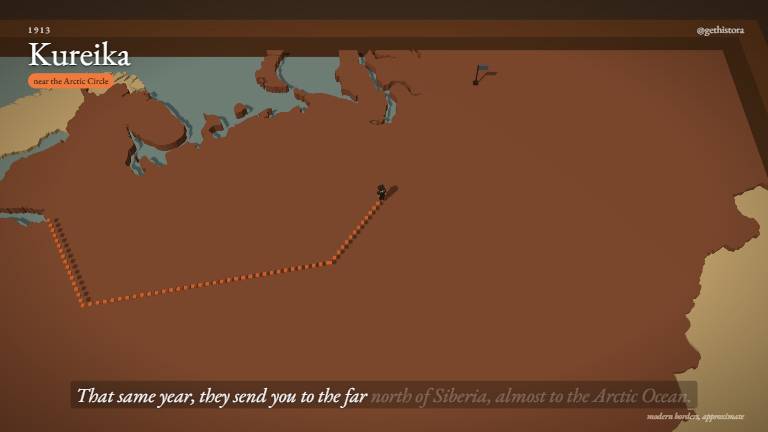 1913
@gethistora
Kureika
near the Arctic Circle
That same year, they send you to the far north of Siberia, almost to the Arctic Ocean.
modern borders, approximate